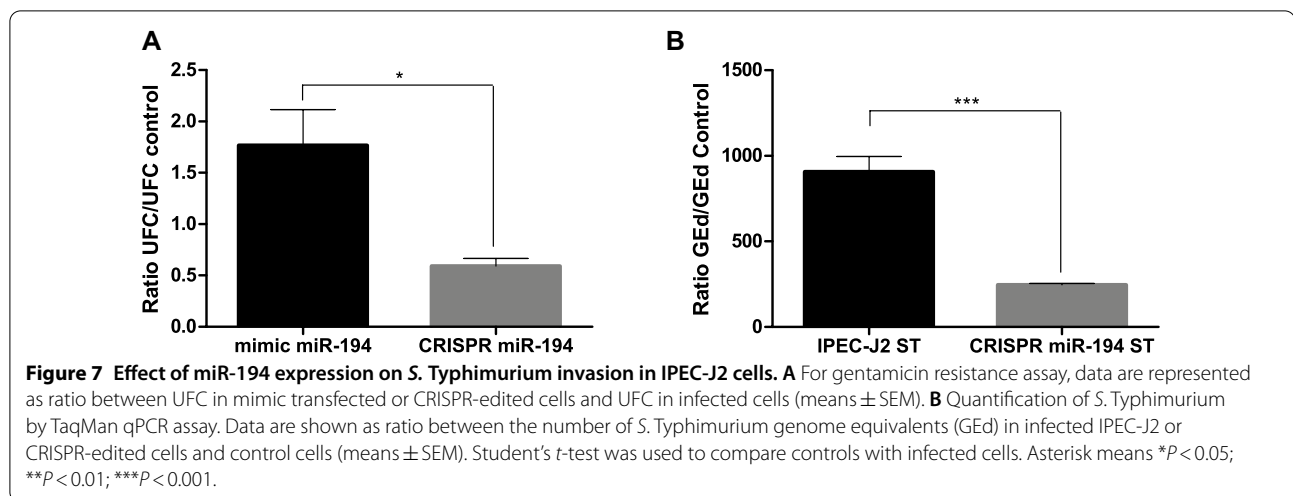 A
B
2.5
2.0
1.5
1.0
0.5
0.0
Ratio UFC/UFC control
*
mimic miR-194
CRISPR miR-194
1500
1000
500
0
Ratio GEd/GEd Control
***
IPEC-J2 ST
CRISPR miR-194 ST
Figure 7 Effect of miR-194 expression on S. Typhimurium invasion in IPEC-J2 cells. A For gentamicin resistance assay, data are represented
as ratio between UFC in mimic transfected or CRISPR-edited cells and UFC in infected cells (means ± SEM). B Quantification of S. Typhimurium
by TaqMan qPCR assay. Data are shown as ratio between the number of S. Typhimurium genome equivalents (GEd) in infected IPEC-J2 or
CRISPR-edited cells and control cells (means ± SEM). Student's t-test was used to compare controls with infected cells. Asterisk means *P < 0.05;
**P < 0.01; ***P < 0.001.